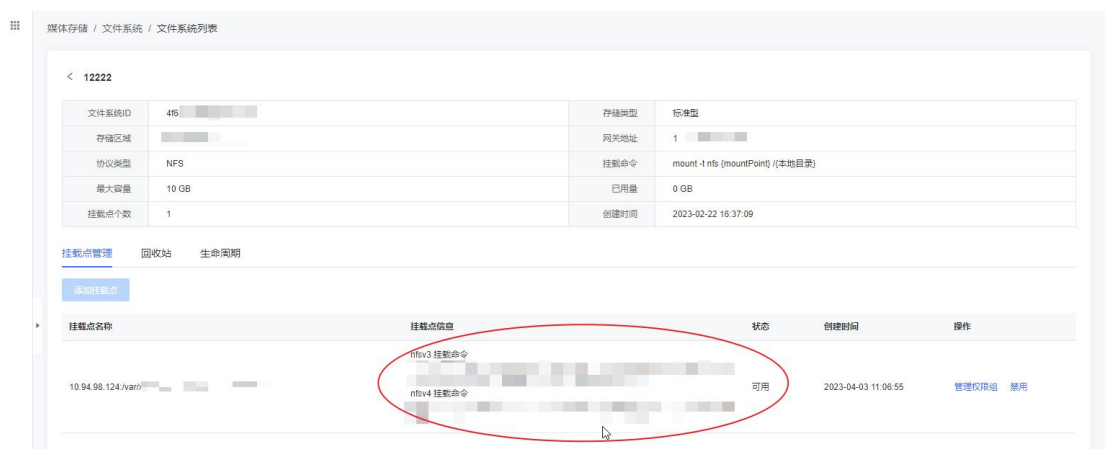 媒体存储 / 文件系统 / 文件系统列表
< 12222
文件系统ID 4f6 存储类型 标准型
存储区域 网关地址 1
协议类型 NFS 挂载命令 mount -t nfs {mountPoint} /{本地目录}
最大容量 10 GB 已用量 0 GB
挂载点个数 1 创建时间 2023-02-22 16:37:09
挂载点管理 回收站 生命周期
添加挂载点
挂载点名称 挂载点信息 状态 创建时间 操作
nfsv3 挂载命令
10.94.98.124:/var/ 可用 2023-04-03 11:06:55 管理权限组 禁用
nfsv4 挂载命令